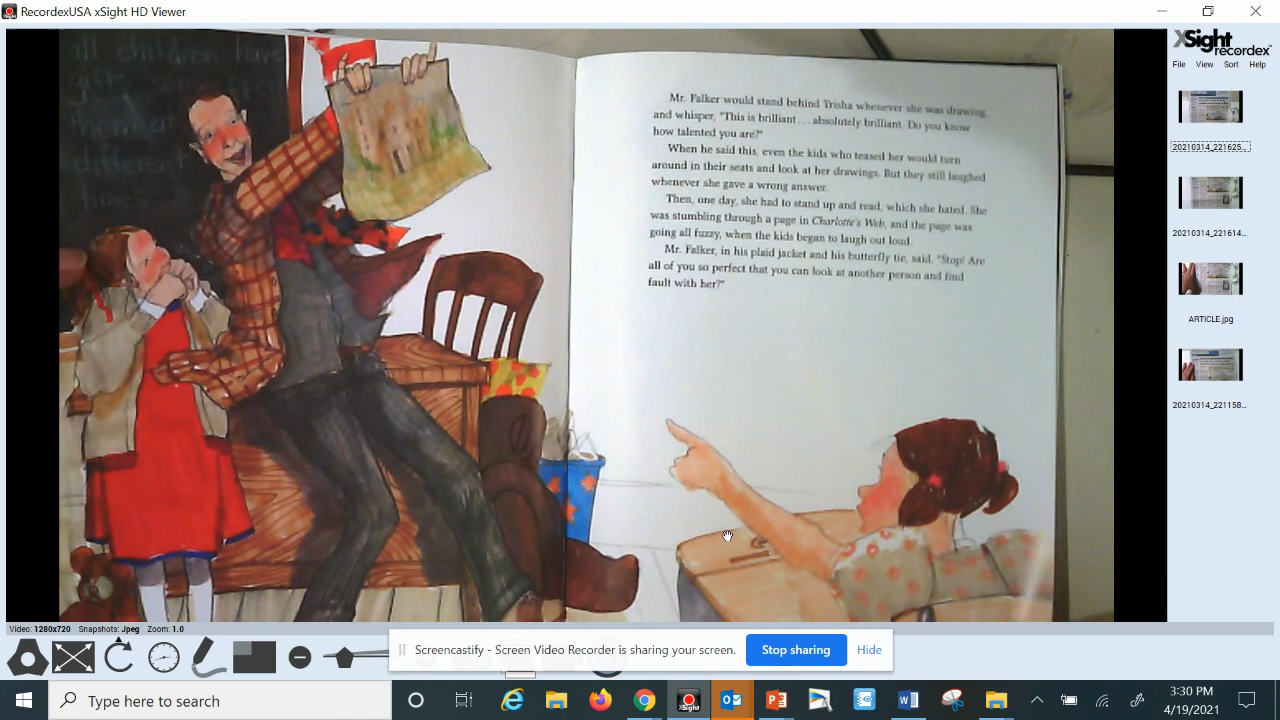 RecordexUSA xSight HD Viewer
XSight
recordex
File View Sort Help
20210314_221625...
20210314_221614...
ARTICLE.jpg
20210314_221158...
all children have
gifts some open
them at
different
times
Mr. Falker would stand behind Trisha whenever she was drawing,
and whisper, "This is brilliant . . . absolutely brilliant. Do you know
how talented you are?"
When he said this, even the kids who teased her would turn
around in their seats and look at her drawings. But they still laughed
whenever she gave a wrong answer.
Then, one day, she had to stand up and read, which she hated. She
was stumbling through a page in Charlotte's Web, and the page was
going all fuzzy, when the kids began to laugh out loud.
Mr. Falker, in his plaid jacket and his butterfly tie, said, "Stop! Are
all of you so perfect that you can look at another person and find
fault with her?"
Video: 1280x720 Snapshots: Jpeg Zoom: 1.0
Screencastify - Screen Video Recorder is sharing your screen.
Stop sharing
Hide
Type here to search
3:30 PM
4/19/2021